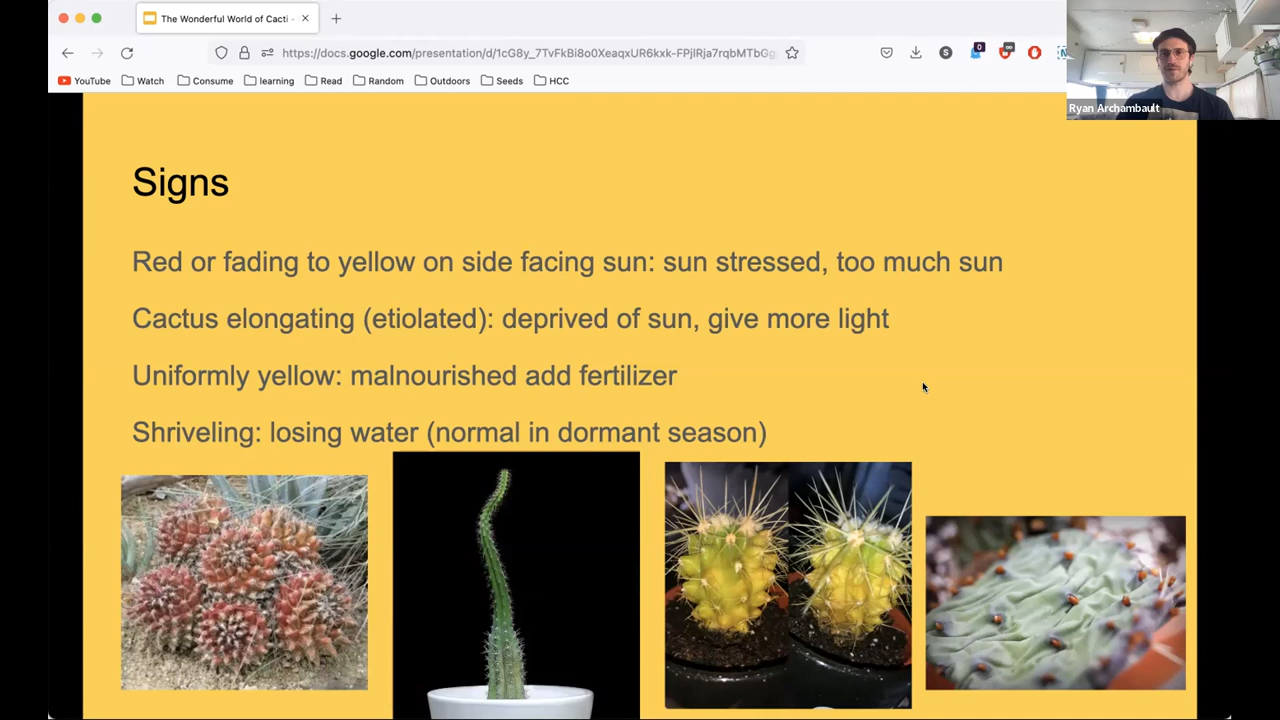 The Wonderful World of Cacti -
https://docs.google.com/presentation/d/1cG8y_7TvFkBi8o0XeaqxUR6kxk-FPjlRja7rqbMTbGg
YouTube Watch Consume learning Read Random Outdoors Seeds HCC
Ryan Archambault
Signs
Red or fading to yellow on side facing sun: sun stressed, too much sun
Cactus elongating (etiolated): deprived of sun, give more light
Uniformly yellow: malnourished add fertilizer
Shriveling: losing water (normal in dormant season)